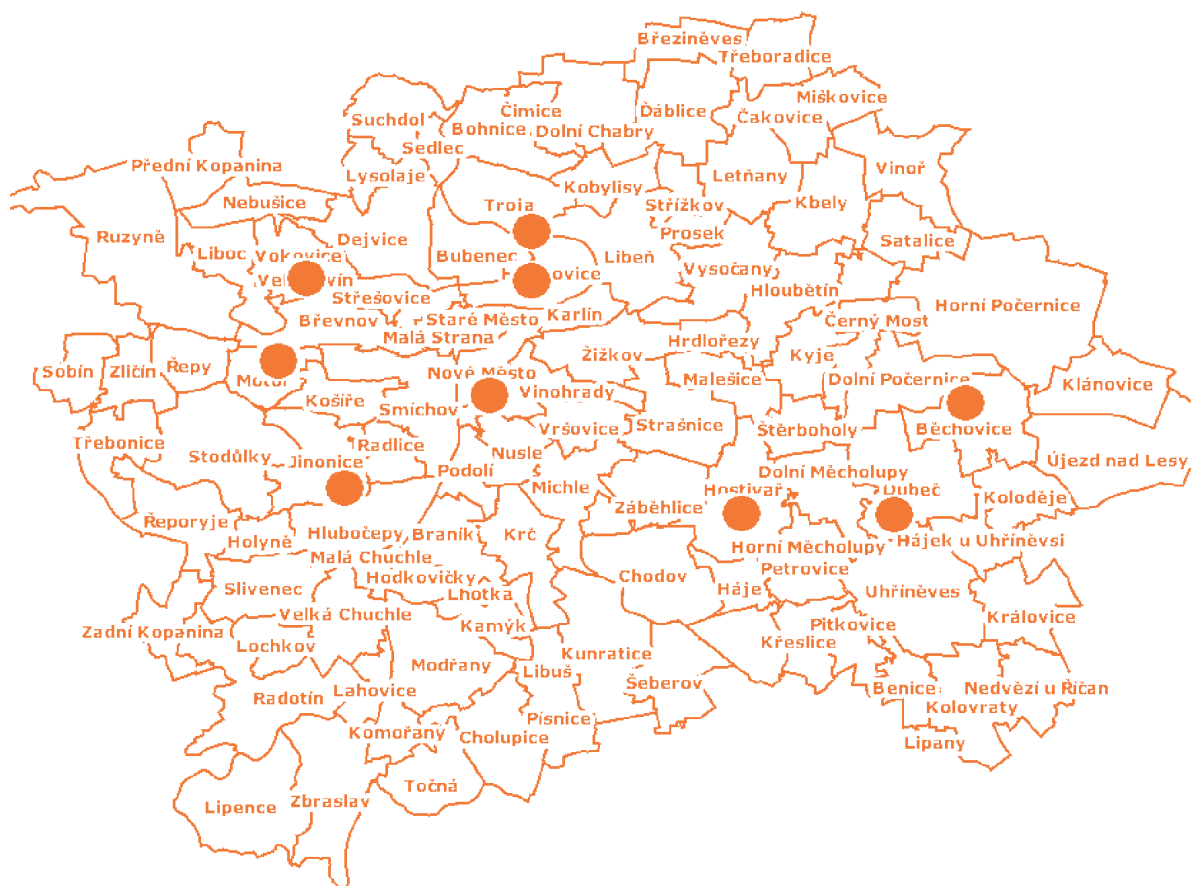 Březiněves
Třeboradice
Miškovice
Čimice
Ďáblice
Čakovice
Suchdol
Bohnice
Dolní Chabry
Sedlec
Přední Kopanina
Vinoř
Lysolaje
Letňany
Kobylisy
Nebušice
Troja
Střížkov
Kbely
Ruzyně
Prosek
Dejvice
Satalice
Liboc
Vokovice
Bubenec
Libeň
Vysočany
Hloubětín
Střešovice
Horní Počernice
Břevnov
Staré Město
Karlín
Černý Most
Malá Strana
Hrdlořezy
Žižkov
Kyje
Sobín
Zličín
Řepy
Nové Město
Malešice
Dolní Počernice
Klánovice
Vinohrady
Košíře
Smíchov
Vršovice
Strašnice
Štěrboholy
Běchovice
Třebonice
Radlice
Stodůlky
Jinonice
Nusle
Újezd nad Lesy
Podolí
Dolní Měcholupy
Michle
Hostivař
Dubeč
Koloděje
Záběhlice
Řeporyje
Hlubočepy
Braník
Krč
Holyně
Hájek u Uhříněvsi
Horní Měcholupy
Malá Chuchle
Petrovice
Hodkovičky
Chodov
Slivenec
Lhotka
Háje
Uhříněves
Velká Chuchle
Královice
Kamýk
Pitkovice
Zadní Kopanina
Lochkov
Křeslice
Kunratice
Modřany
Libuš
Šeberov
Lahovice
Benice
Nedvězí u Říčan
Radotín
Kolovraty
Písnice
Komořany
Cholupice
Lipany
Točná
Zbraslav
Lipence